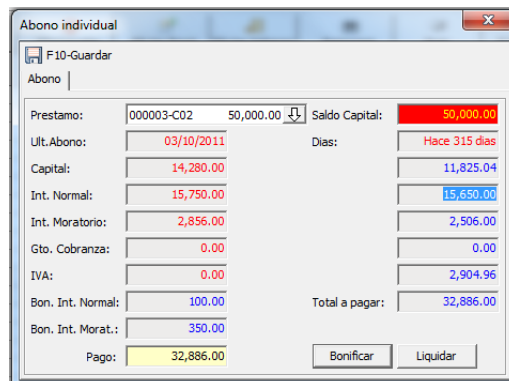 Abono individual
F10-Guardar
Abono
Prestamo: 000003-C02 50,000.00 Saldo Capital: 50,000.00
Ult.Abono: 03/10/2011 Dias: Hace 315 dias
Capital: 14,280.00 11,825.04
Int. Normal: 15,750.00 15,650.00
Int. Moratorio: 2,856.00 2,506.00
Gto. Cobranza: 0.00 0.00
IVA: 0.00 2,904.96
Bon. Int. Normal: 100.00 Total a pagar: 32,886.00
Bon. Int. Morat.: 350.00
Pago: 32,886.00 Bonificar Liquidar